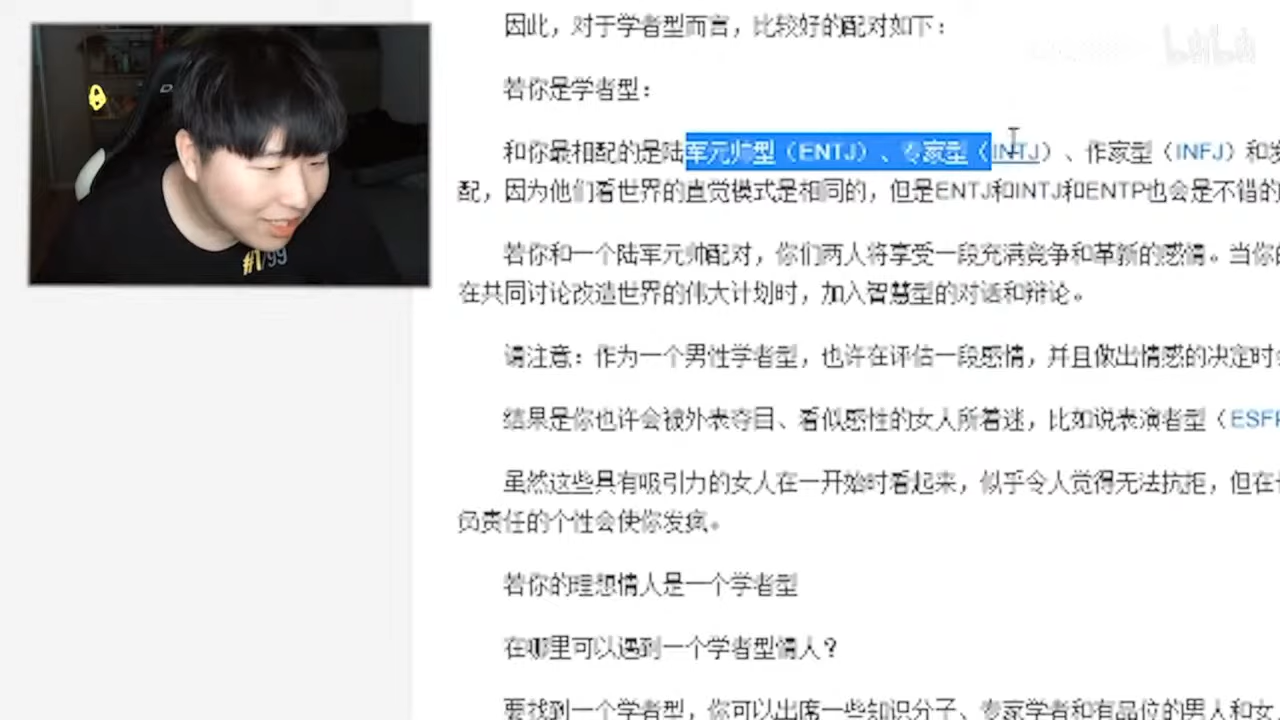 因此，对于学者型而言，比较好的配对如下：
若你是学者型：
和你最相配的是陆军元帅型（ENTJ）、专家型（INTJ）、作家型（INFJ）和发
配，因为他们看世界的直觉模式是相同的，但是ENTJ和INTJ和ENTP也会是不错的
若你和一个陆军元帅配对，你们两人将享受一段充满竞争和革新的感情。当你的
在共同讨论改造世界的伟大计划时，加入智慧型的对话和辩论。
请注意：作为一个男性学者型，也许在评估一段感情，并且做出情感的决定时
结果是你也许会被外表夺目、看似感性的女人所着迷，比如说表演者型（ESFP
虽然这些具有吸引力的女人在一开始时看起来，似乎令人觉得无法抗拒，但在
负责任的个性会使你发疯。
若你的理想情人是一个学者型
在哪里可以遇到一个学者型情人？
要找到一个学者型，你可以出席一些知识分子、专家学者和有品位的男人和女
bilibili